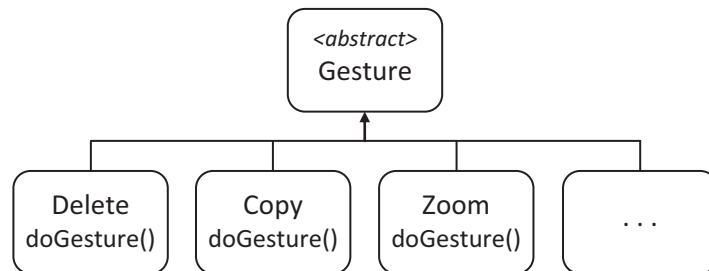 <abstract>
Gesture
Delete
doGesture()
Copy
doGesture()
Zoom
doGesture()
. . .